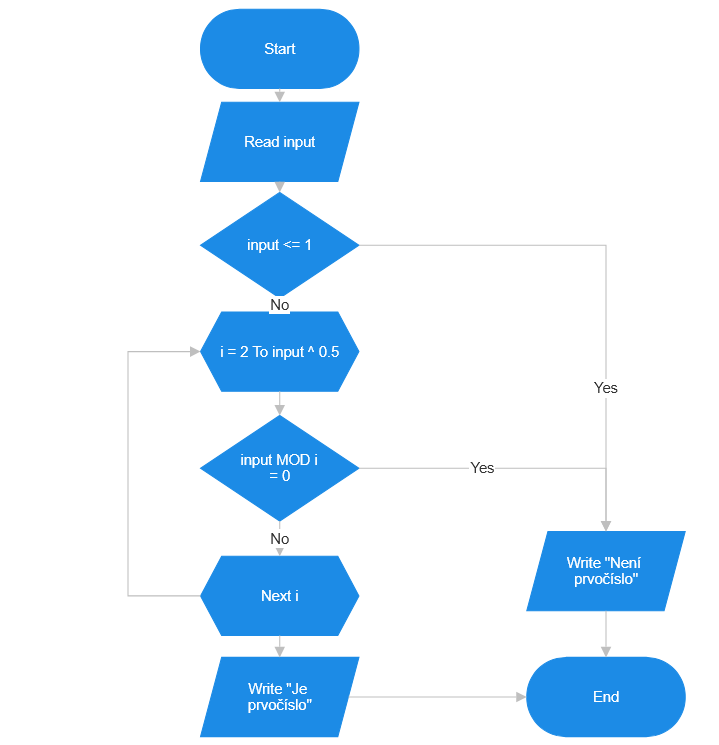 Start
Read input
input <= 1
No
i = 2 To input ^ 0.5
Yes
input MOD i
= 0
Yes
No
Write "Není
prvočíslo"
Next i
Write "Je
prvočíslo"
End